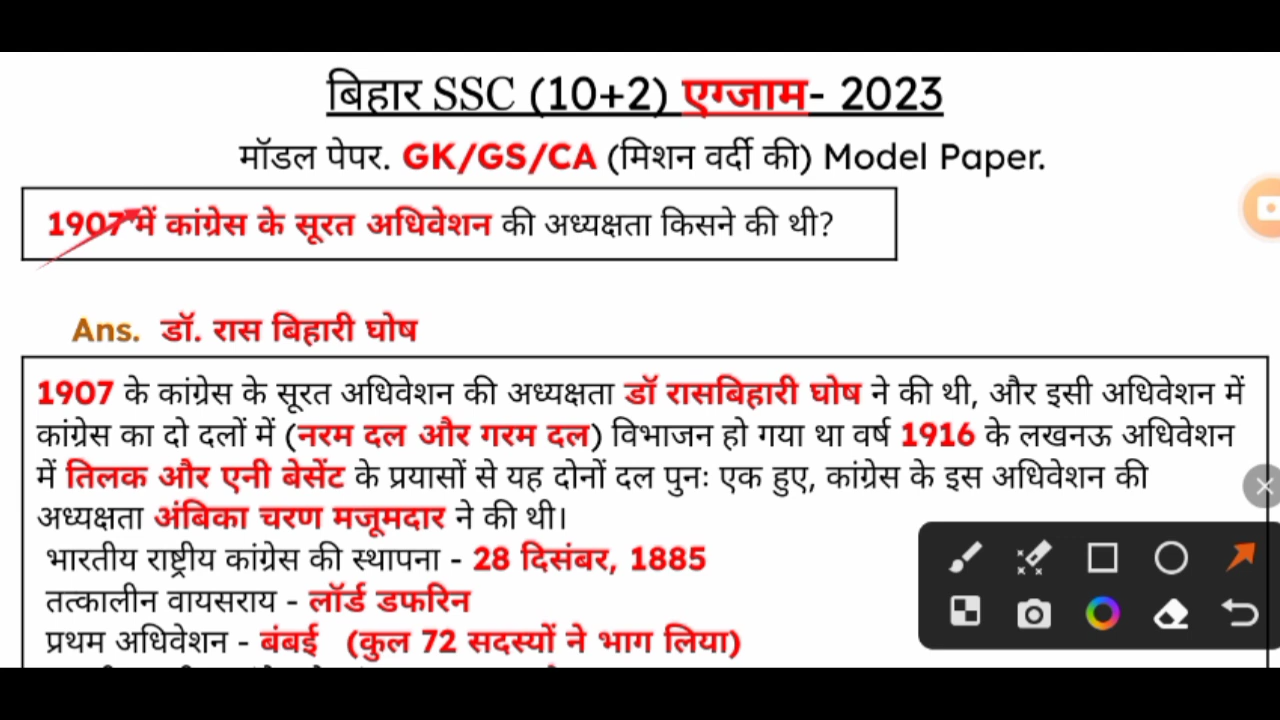 बिहार SSC (10+2) एग्जाम- 2023
मॉडल पेपर. GK/GS/CA (मिशन वर्दी की) Model Paper.
1907 में कांग्रेस के सूरत अधिवेशन की अध्यक्षता किसने की थी?
Ans. डॉ. रास बिहारी घोष
1907 के कांग्रेस के सूरत अधिवेशन की अध्यक्षता डॉ रासबिहारी घोष ने की थी, और इसी अधिवेशन में
कांग्रेस का दो दलों में (नरम दल और गरम दल) विभाजन हो गया था वर्ष 1916 के लखनऊ अधिवेशन
में तिलक और एनी बेसेंट के प्रयासों से यह दोनों दल पुनः एक हुए, कांग्रेस के इस अधिवेशन की
अध्यक्षता अंबिका चरण मजूमदार ने की थी।
भारतीय राष्ट्रीय कांग्रेस की स्थापना - 28 दिसंबर, 1885
तत्कालीन वायसराय - लॉर्ड डफरिन
प्रथम अधिवेशन - बंबई (कुल 72 सदस्यों ने भाग लिया)